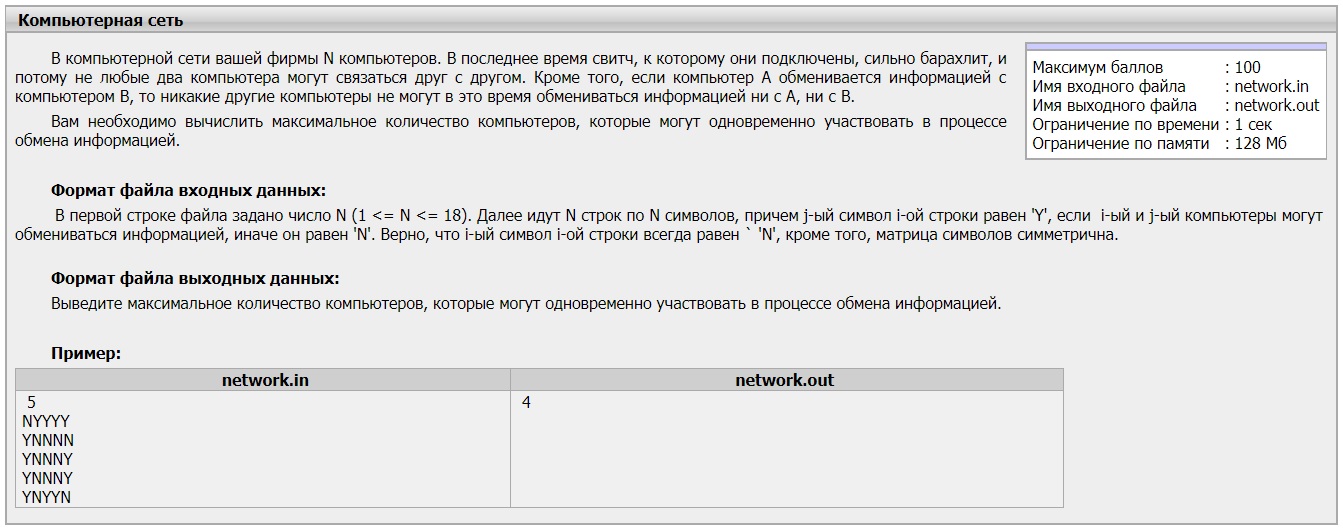 Компьютерная сеть
В компьютерной сети вашей фирмы N компьютеров. В последнее время свитч, к которому они подключены, сильно барахлит, и
потому не любые два компьютера могут связаться друг с другом. Кроме того, если компьютер A обменивается информацией с
компьютером B, то никакие другие компьютеры не могут в это время обмениваться информацией ни с A, ни с B.
Вам необходимо вычислить максимальное количество компьютеров, которые могут одновременно участвовать в процессе
обмена информацией.
Максимум баллов : 100
Имя входного файла : network.in
Имя выходного файла : network.out
Ограничение по времени : 1 сек
Ограничение по памяти : 128 Мб
Формат файла входных данных:
В первой строке файла задано число N (1 <= N <= 18). Далее идут N строк по N символов, причем j-ый символ i-ой строки равен 'Y', если i-ый и j-ый компьютеры могут
обмениваться информацией, иначе он равен 'N'. Верно, что i-ый символ i-ой строки всегда равен ` 'N', кроме того, матрица символов симметрична.
Формат файла выходных данных:
Выведите максимальное количество компьютеров, которые могут одновременно участвовать в процессе обмена информацией.
Пример:
network.in network.out
5 4
NYYYY
YNNNN
YNNNY
YNNNY
YNYYN